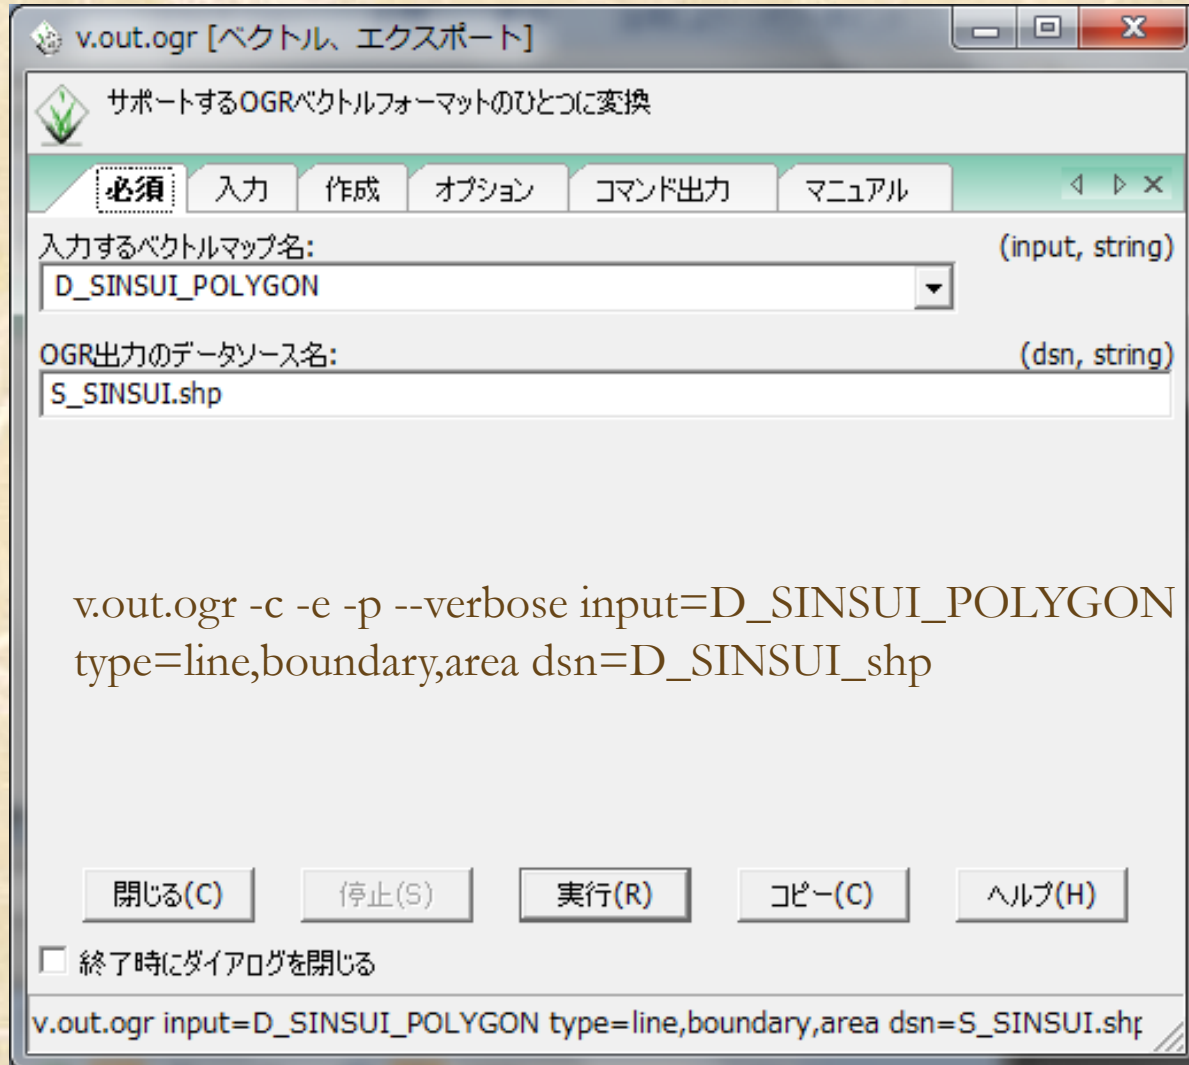 v.out.ogr [ベクトル、エクスポート]
サポートするOGRベクトルフォーマットのひとつに変換
必須 入力 作成 オプション コマンド出力 マニュアル
入力するベクトルマップ名: (input, string)
D_SINSUI_POLYGON
OGR出力のデータソース名: (dsn, string)
S_SINSUI.shp
v.out.ogr -c -e -p --verbose input=D_SINSUI_POLYGON
type=line,boundary,area dsn=D_SINSUI_shp
閉じる(C) 停止(S) 実行(R) コピー(C) ヘルプ(H)
終了時にダイアログを閉じる
v.out.ogr input=D_SINSUI_POLYGON type=line,boundary,area dsn=S_SINSUI.shp